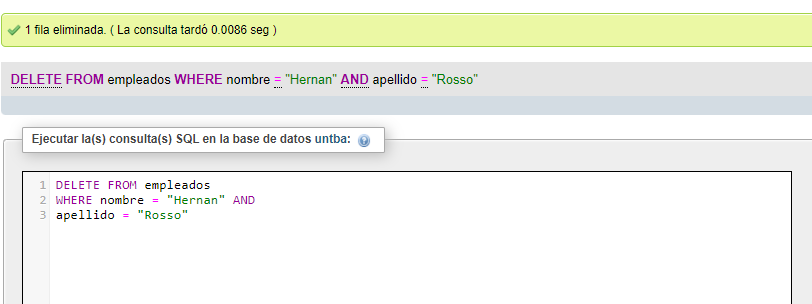 1 fila eliminada. ( La consulta tardó 0.0086 seg )
DELETE FROM empleados WHERE nombre = "Hernan" AND apellido = "Rosso"
Ejecutar la(s) consulta(s) SQL en la base de datos untba:
1 DELETE FROM empleados
2 WHERE nombre = "Hernan" AND
3 apellido = "Rosso"